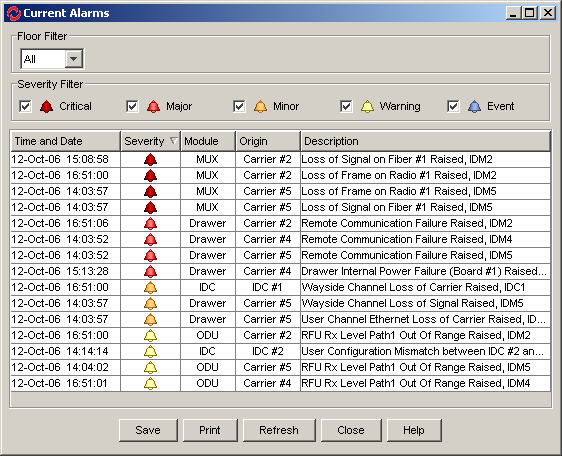 Current Alarms
Floor Filter
All
Severity Filter
Critical Major Minor Warning Event
Time and Date Severity Module Origin Description
12-Oct-06 15:08:58 MUX Carrier #2 Loss of Signal on Fiber #1 Raised, IDM2
12-Oct-06 16:51:00 MUX Carrier #2 Loss of Frame on Radio #1 Raised, IDM2
12-Oct-06 14:03:57 MUX Carrier #5 Loss of Frame on Radio #1 Raised, IDM5
12-Oct-06 14:03:57 MUX Carrier #5 Loss of Signal on Fiber #1 Raised, IDM5
12-Oct-06 16:51:06 Drawer Carrier #2 Remote Communication Failure Raised, IDM2
12-Oct-06 14:03:52 Drawer Carrier #4 Remote Communication Failure Raised, IDM4
12-Oct-06 14:03:52 Drawer Carrier #5 Remote Communication Failure Raised, IDM5
12-Oct-06 15:13:28 Drawer Carrier #4 Drawer Internal Power Failure (Board #1) Raised...
12-Oct-06 16:51:00 IDC IDC #1 Wayside Channel Loss of Carrier Raised, IDC1
12-Oct-06 14:03:57 Drawer Carrier #5 Wayside Channel Loss of Signal Raised, IDM5
12-Oct-06 14:03:57 Drawer Carrier #5 User Channel Ethernet Loss of Carrier Raised, ID...
12-Oct-06 16:51:00 ODU Carrier #2 RFU Rx Level Path1 Out Of Range Raised, IDM2
12-Oct-06 14:14:14 IDC IDC #2 User Configuration Mismatch between IDC #2 an...
12-Oct-06 14:04:02 ODU Carrier #5 RFU Rx Level Path1 Out Of Range Raised, IDM5
12-Oct-06 16:51:01 ODU Carrier #4 RFU Rx Level Path1 Out Of Range Raised, IDM4
Save Print Refresh Close Help